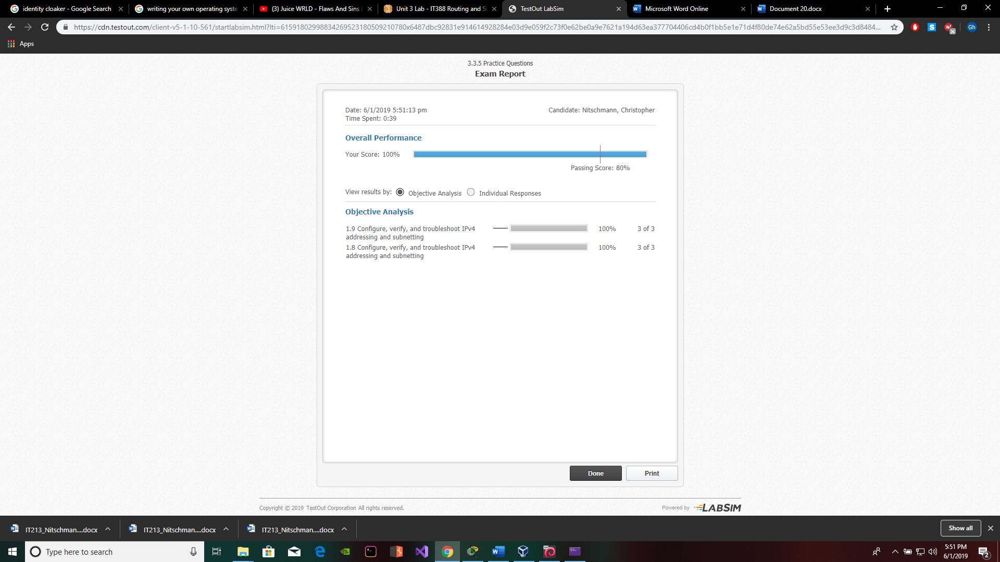 identity cloaker - Google Search
writing your own operating syste
(3) Juice WRLD - Flaws And Sins (
Unit 3 Lab - IT388 Routing and S
TestOut LabSim
Microsoft Word Online
Document 20.docx
https://cdn.testout.com/client-v5-1-10-561/startlabsim.html?lti=6159180299883426952318050921078​0x6487dbc92831e914614928284e03d9e059f2c73f0e62be0a9e7621a194d63ea377704406cd4b0f1bb5e1e71d4f80de74e62a5bd55e53ee3d9c3d8484...
Gh
Apps
3.3.5 Practice Questions
Exam Report
Date: 6/1/2019 5:51:13 pm
Candidate: Nitschmann, Christopher
Time Spent: 0:39
Overall Performance
Your Score: 100%
Passing Score: 80%
View results by: Objective Analysis Individual Responses
Objective Analysis
1.9 Configure, verify, and troubleshoot IPv4 100% 3 of 3
addressing and subnetting
1.8 Configure, verify, and troubleshoot IPv4 100% 3 of 3
addressing and subnetting
Done
Print
Copyright © 2019 TestOut Corporation All rights reserved.
Powered by LABSIM
IT213_Nitschman....docx
IT213_Nitschman....docx
IT213_Nitschman....docx
Show all
Type here to search
5:51 PM
6/1/2019
2